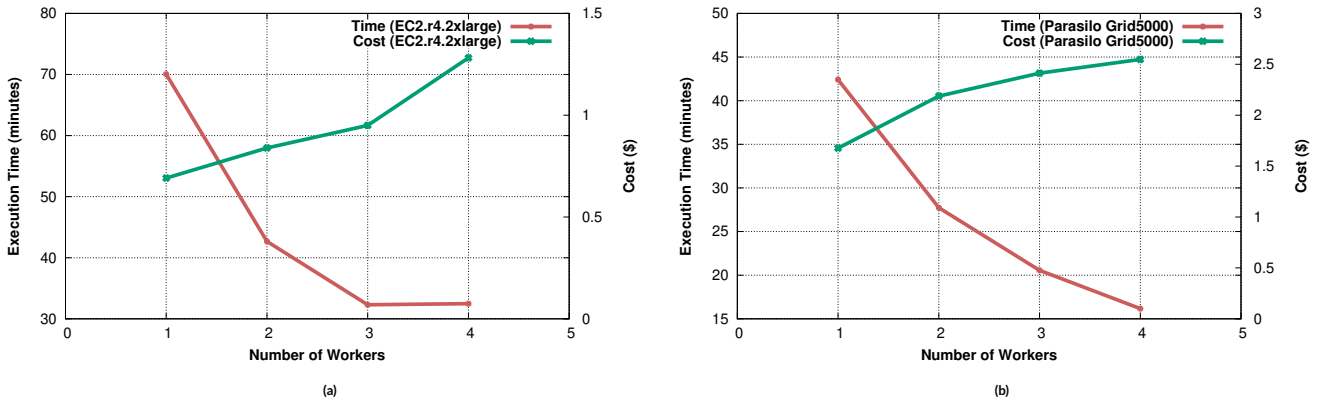 Time (EC2.r4.2xlarge)
Cost (EC2.r4.2xlarge)
Execution Time (minutes)
80
70
60
50
40
30
0 1 2 3 4 5
Number of Workers
1.5
1
0.5
0
Cost ($)
(a)
Time (Parasilo Grid5000)
Cost (Parasilo Grid5000)
Execution Time (minutes)
50
45
40
35
30
25
20
15
0 1 2 3 4 5
Number of Workers
3
2.5
2
1.5
1
0.5
0
Cost ($)
(b)